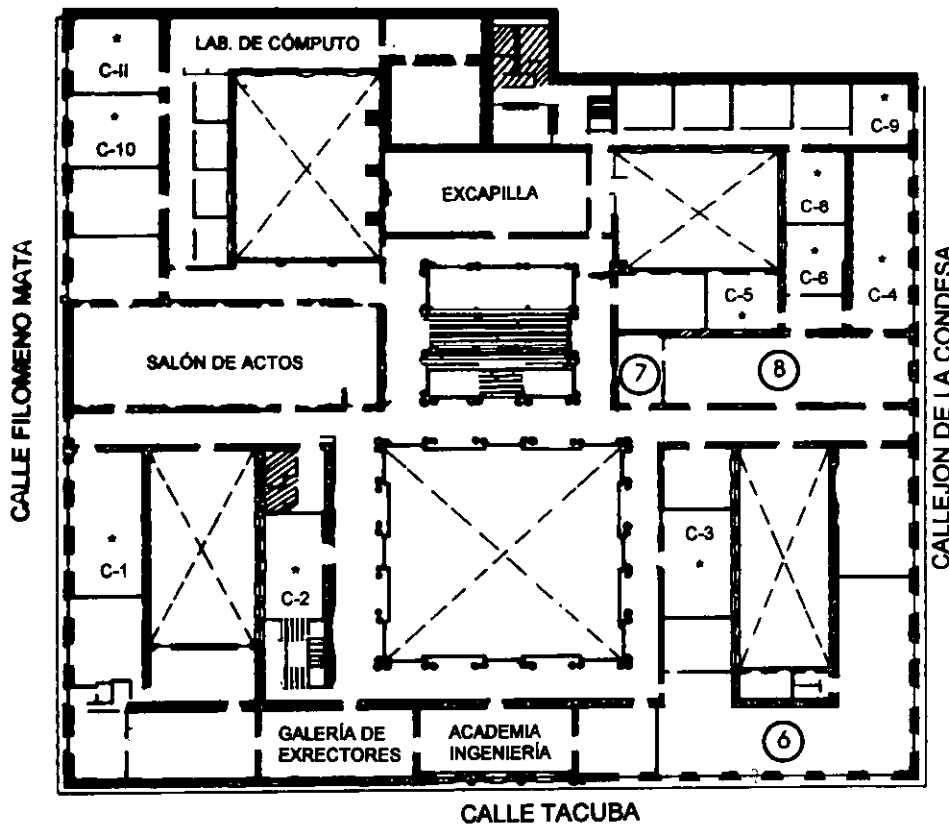 LAB. DE CÓMPUTO
C-II
C-10
C-9
EXCAPILLA
C-8
C-6
C-5
C-4
CALLE FILOMENO MATA
SALÓN DE ACTOS
7
8
CALLEJON DE LA CONDESA
C-1
C-2
C-3
GALERÍA DE
EXRECTORES
ACADEMIA
INGENIERÍA
6
CALLE TACUBA